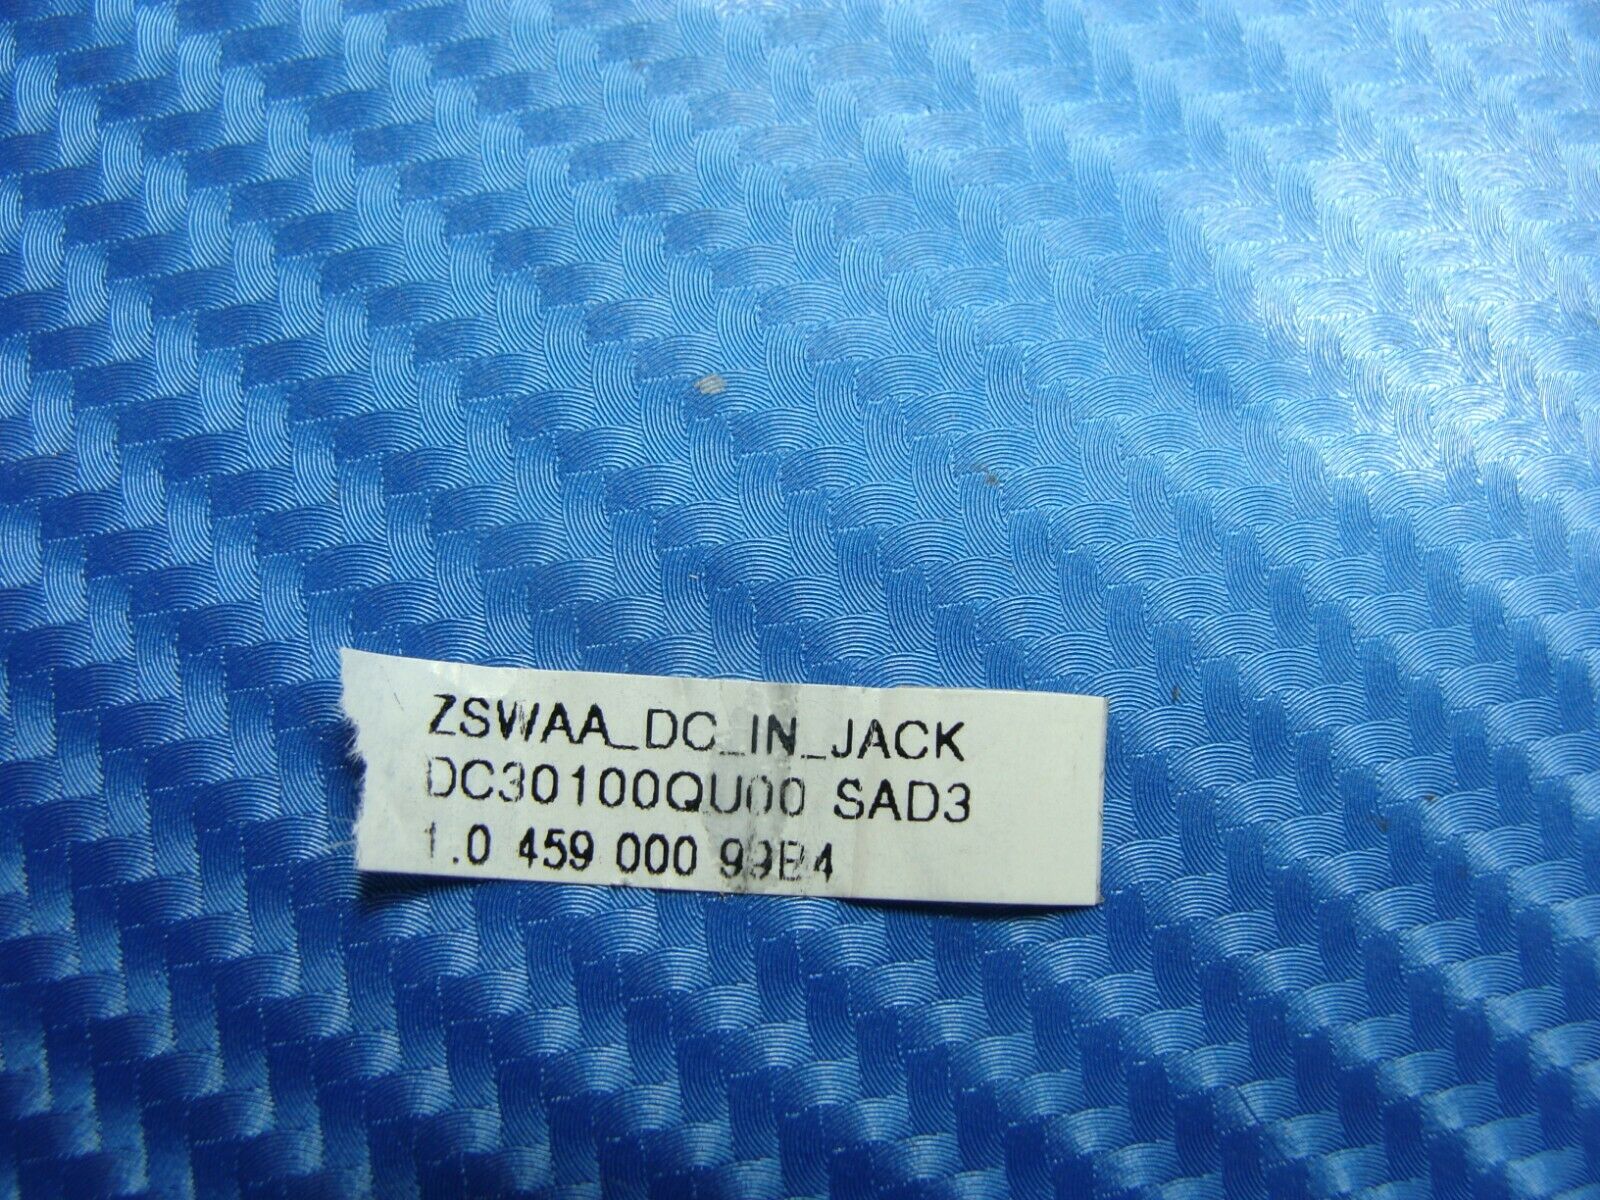 ZSWAA_DC_IN_JACK
DC30100QU00 SAD3
1.0 459 000 99B4